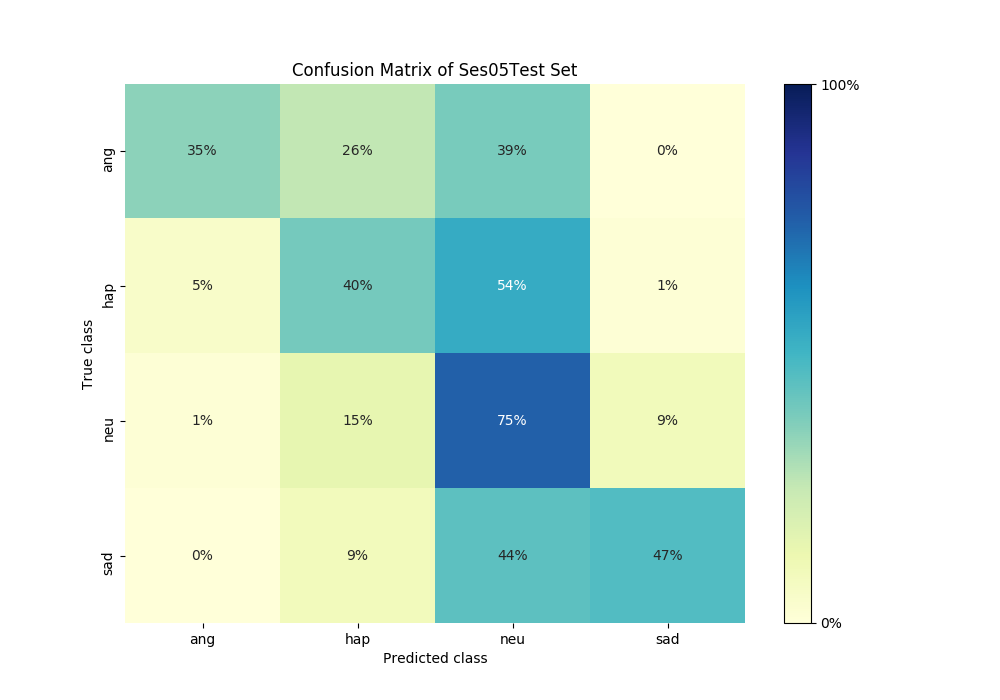 Confusion Matrix of Ses05Test Set
100%
ang
35%
26%
39%
0%
hap
5%
40%
54%
1%
True class
neu
1%
15%
75%
9%
sad
0%
9%
44%
47%
0%
ang
hap
neu
sad
Predicted class